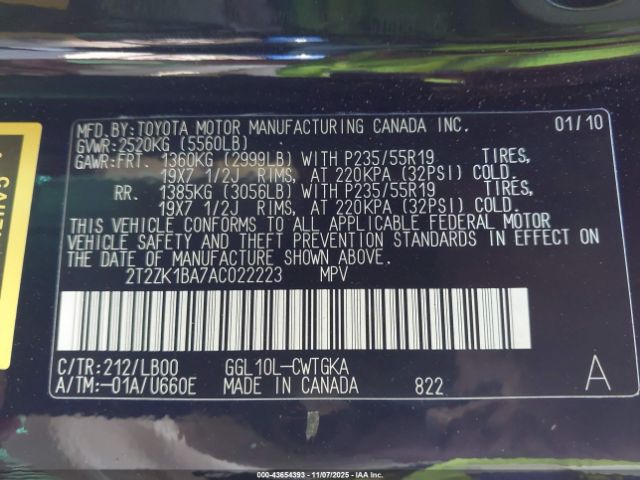 MFD.BY:TOYOTA MOTOR MANUFACTURING CANADA INC. 01/10
GVWR:2520KG (5560LB)
GAWR:FRT. 1360KG (2999LB) WITH P235/55R19 TIRES,
19X7 1/2J RIMS, AT 220KPA (32PSI) COLD.
RR. 1385KG (3056LB) WITH P235/55R19 TIRES,
19X7 1/2J RIMS, AT 220KPA (32PSI) COLD.
THIS VEHICLE CONFORMS TO ALL APPLICABLE FEDERAL MOTOR
VEHICLE SAFETY AND THEFT PREVENTION STANDARDS IN EFFECT ON
THE DATE OF MANUFACTURE SHOWN ABOVE.
2T2ZK1BA7AC022223 MPV
C/TR:212/LB00 GGL10L-CWTGKA
A/TM:-01A/U660E MADE IN CANADA 822 A
000-43654393 - 11/07/2025 - IAA Inc.